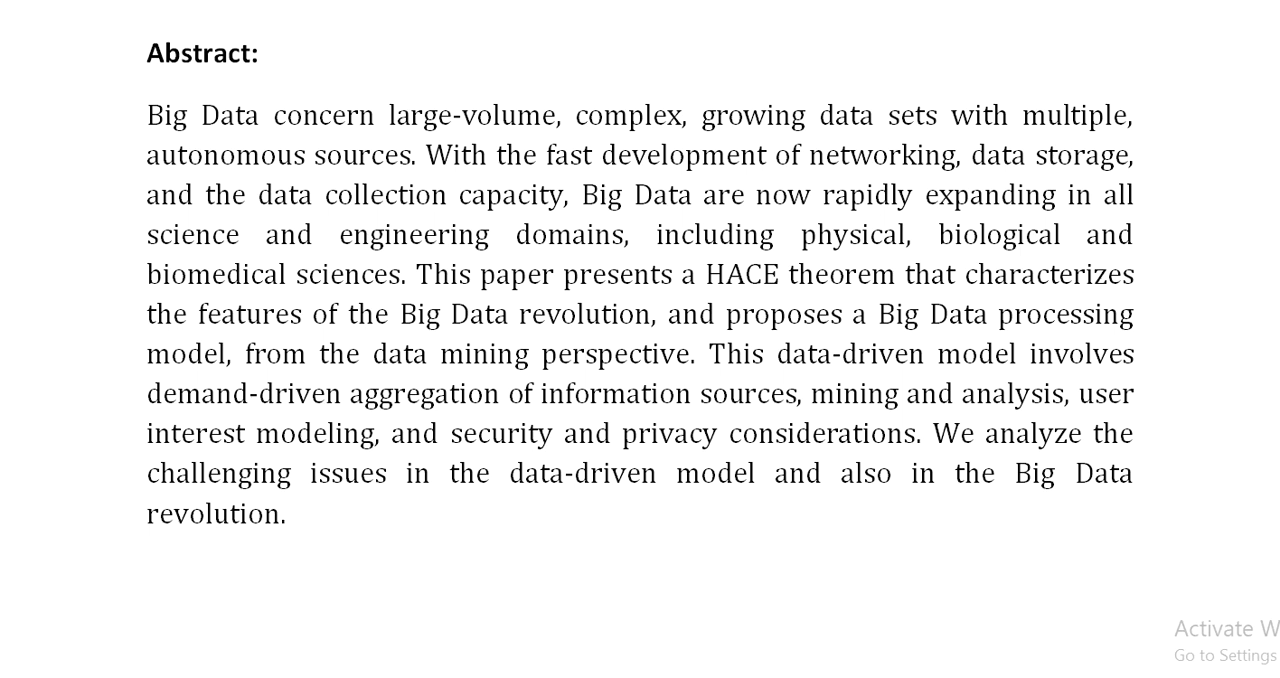 Abstract:
Big Data concern large-volume, complex, growing data sets with multiple,
autonomous sources. With the fast development of networking, data storage,
and the data collection capacity, Big Data are now rapidly expanding in all
science and engineering domains, including physical, biological and
biomedical sciences. This paper presents a HACE theorem that characterizes
the features of the Big Data revolution, and proposes a Big Data processing
model, from the data mining perspective. This data-driven model involves
demand-driven aggregation of information sources, mining and analysis, user
interest modeling, and security and privacy considerations. We analyze the
challenging issues in the data-driven model and also in the Big Data
revolution.
Activate W
Go to Settings